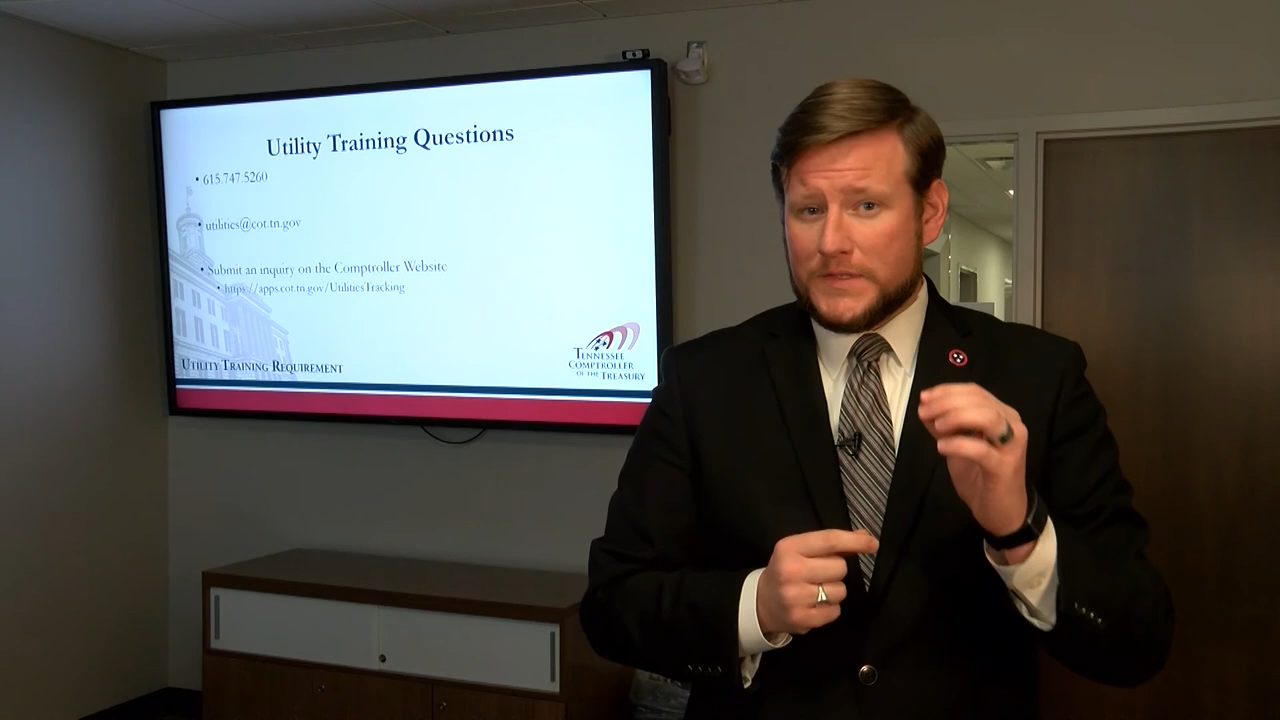 Utility Training Questions
• 615.747.5260
• utilities@cot.tn.gov
• Submit an inquiry on the Comptroller Website
• https://apps.cot.tn.gov/UtilitiesTracking
UTILITY TRAINING REQUIREMENT
TENNESSEE
COMPTROLLER
OF THE TREASURY